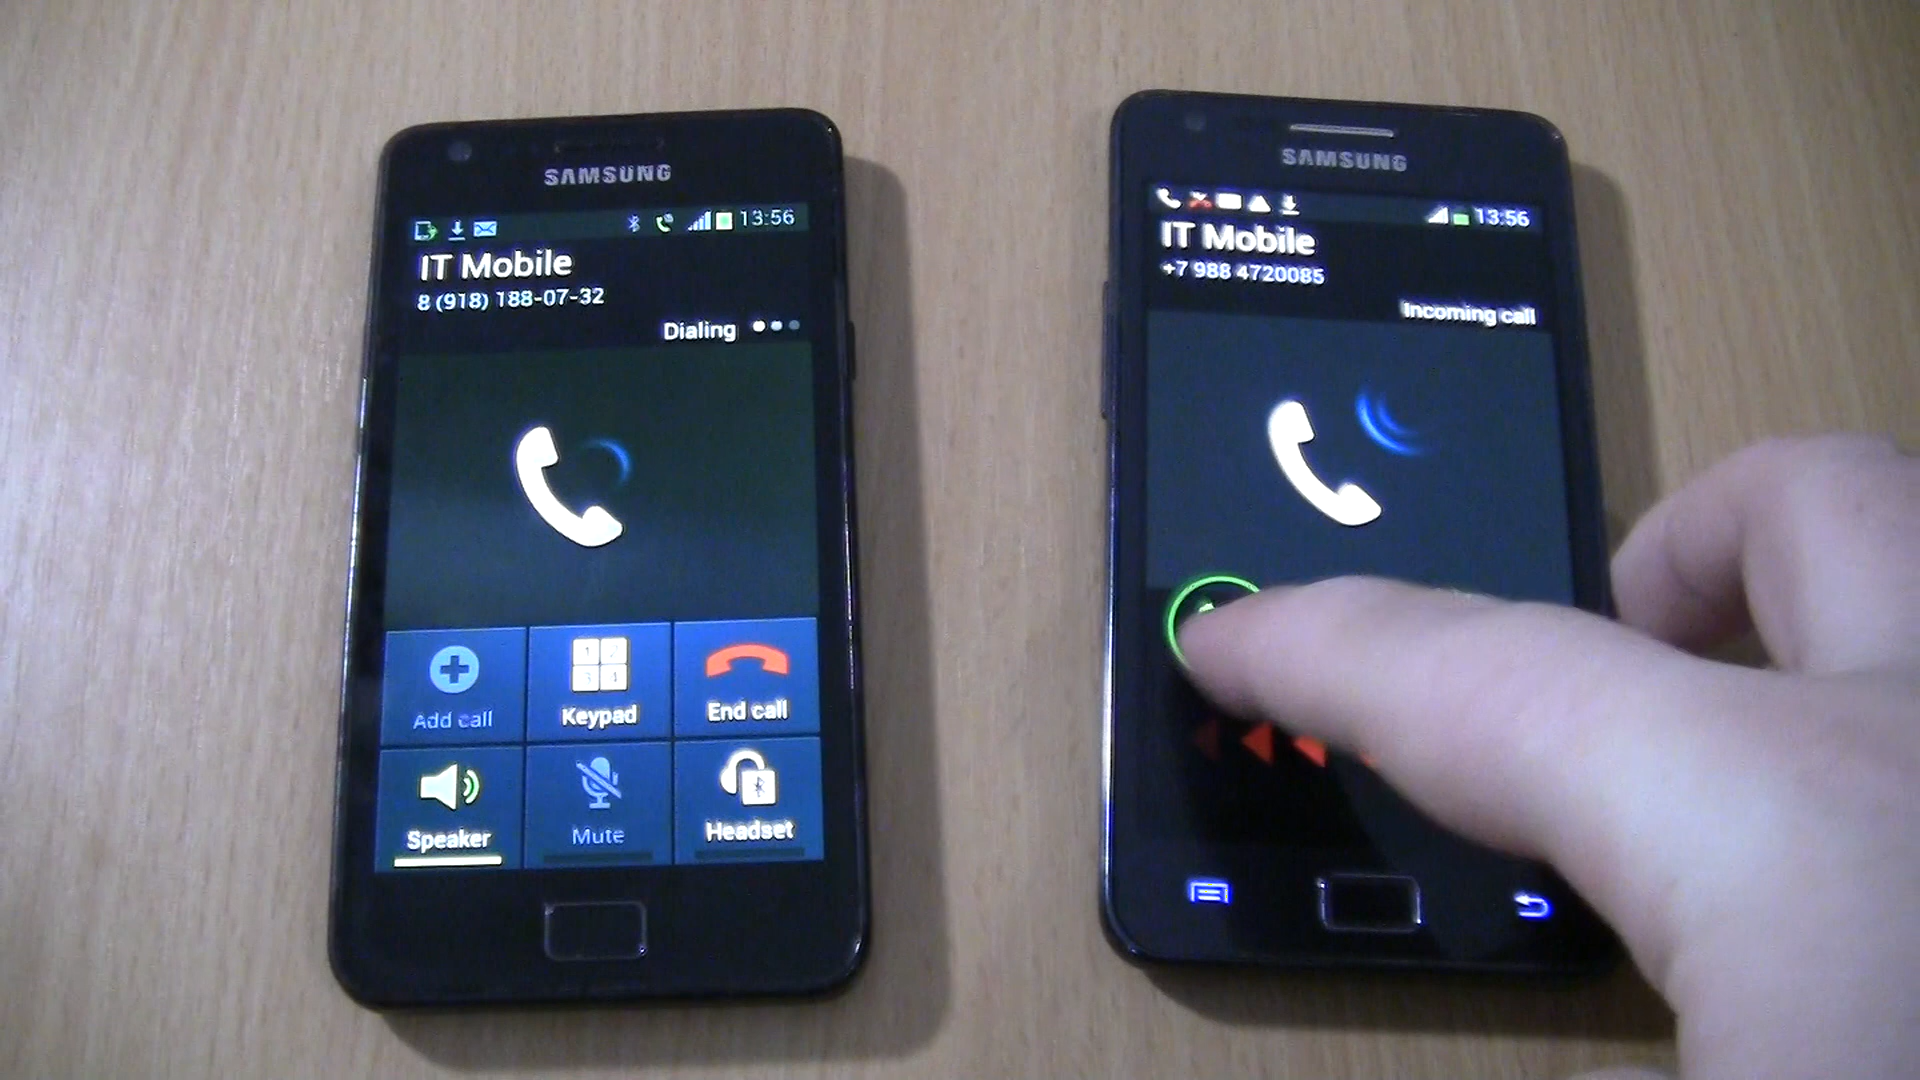 SAMSUNG
13:56
IT Mobile
8 (918) 188-07-32
Dialing
Add call
Keypad
End call
Speaker
Mute
Headset
SAMSUNG
13:56
IT Mobile
+7 988 4720085
Incoming call